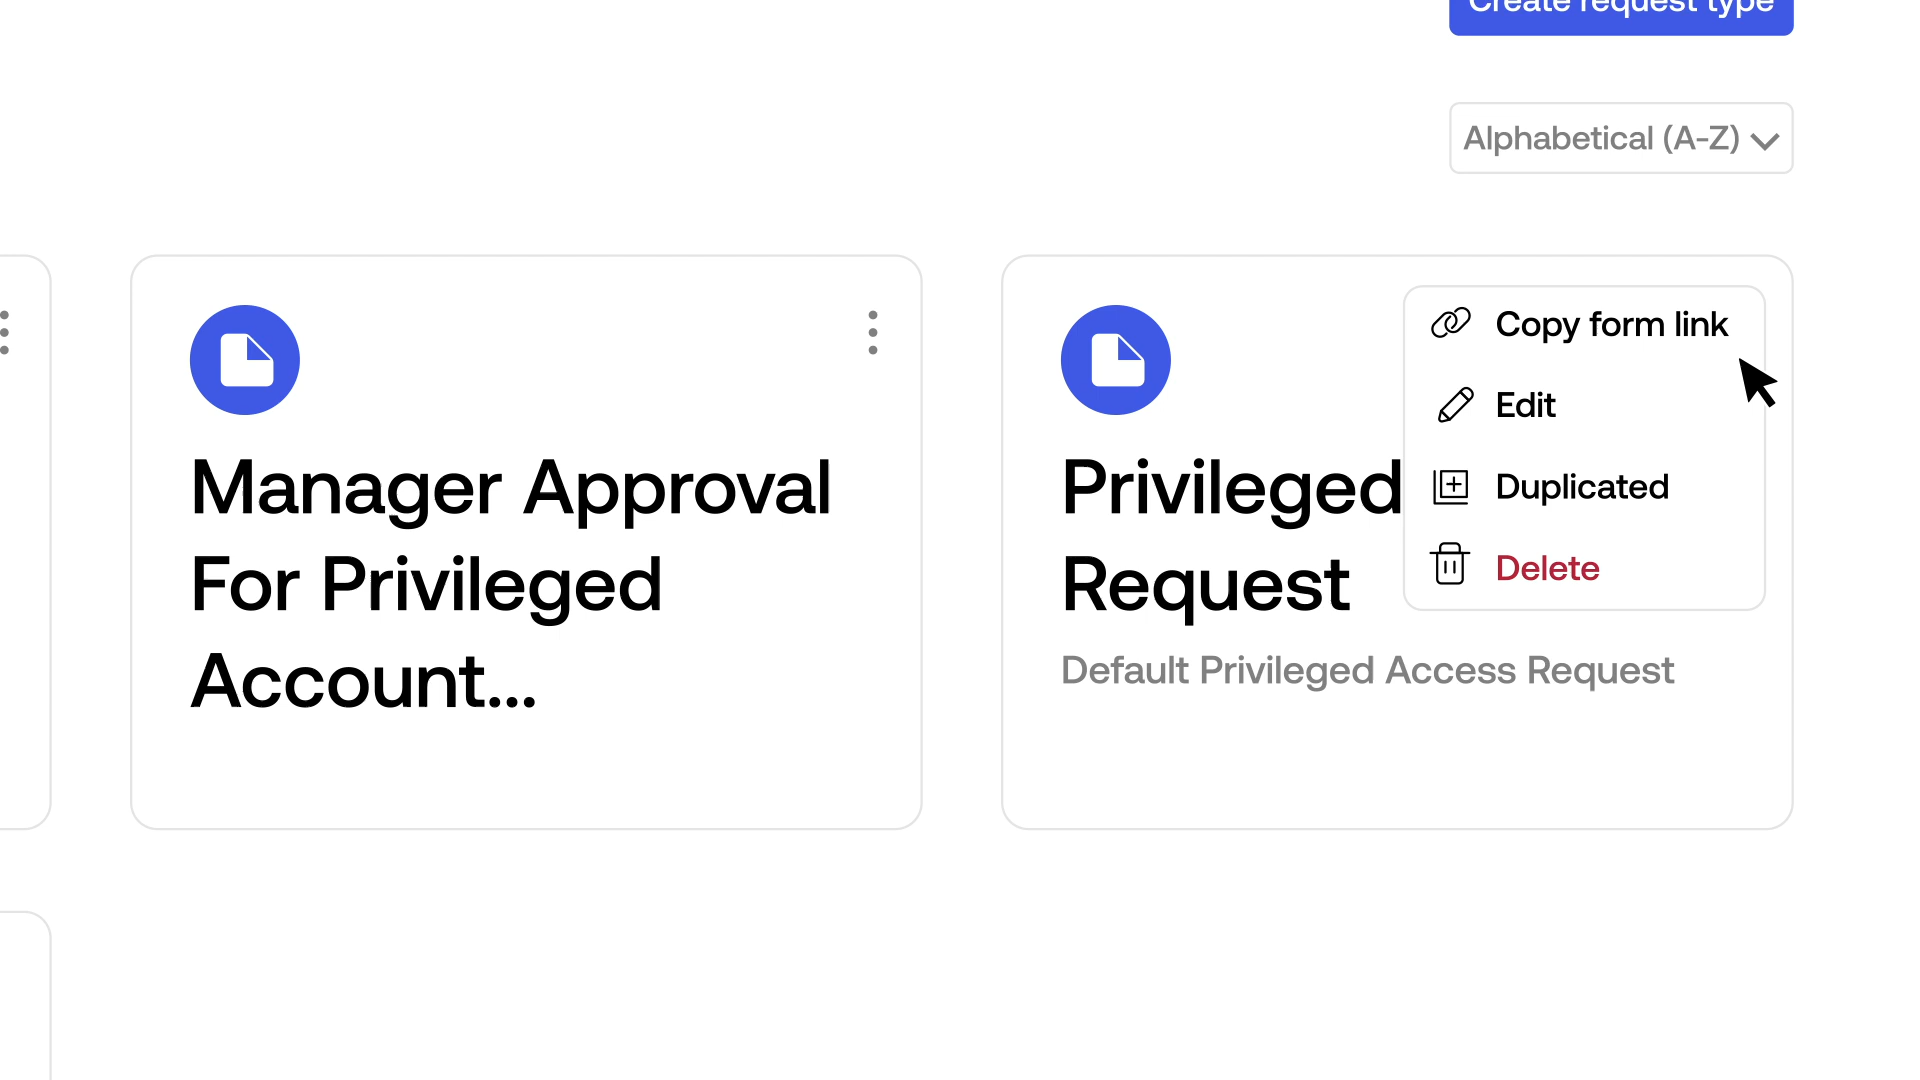 Create request type
Alphabetical (A-Z)
Manager Approval
For Privileged
Account...
Privileged
Request
Default Privileged Access Request
Copy form link
Edit
Duplicated
Delete